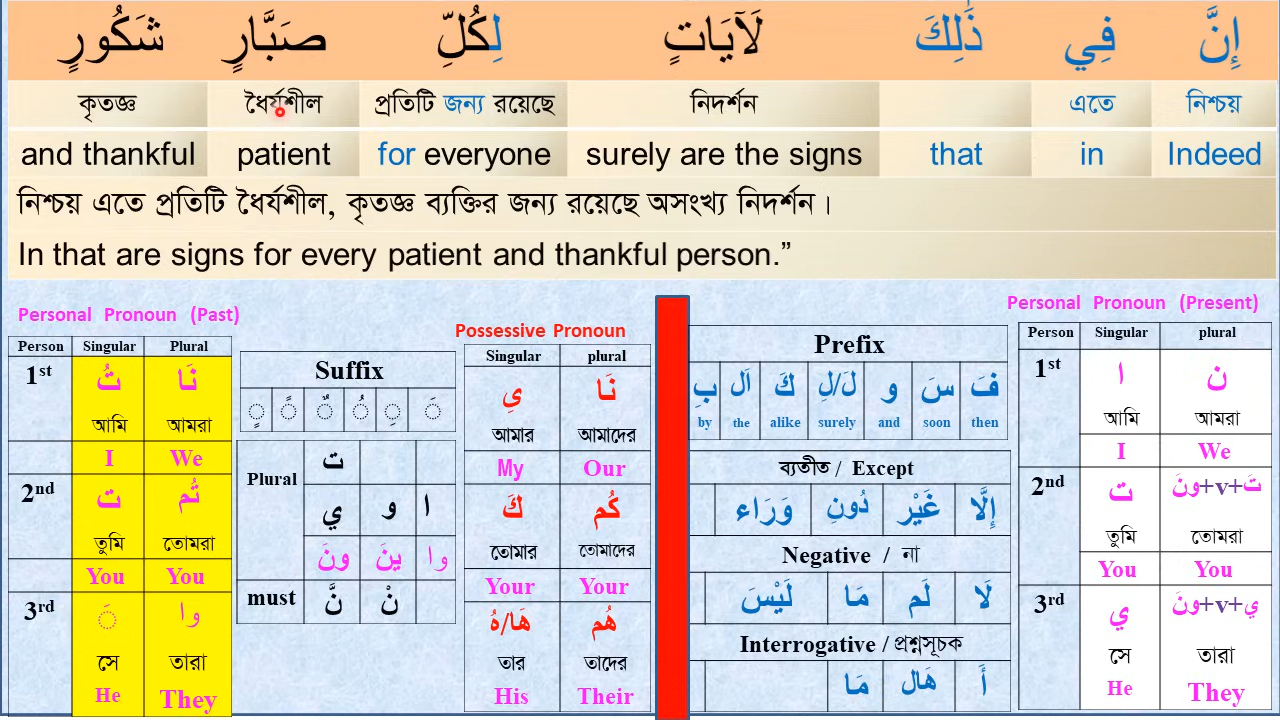 إِنَّ فِي ذَٰلِكَ لَآيَاتٍ لِكُلِّ صَبَّارٍ شَكُورٍ
কৃতজ্ঞ ধৈর্যশীল প্রতিটি জন্য রয়েছে নিদর্শন এতে নিশ্চয়
and thankful patient for everyone surely are the signs that in Indeed
নিশ্চয় এতে প্রতিটি ধৈর্যশীল, কৃতজ্ঞ ব্যক্তির জন্য রয়েছে অসংখ্য নিদর্শন।
In that are signs for every patient and thankful person.”
Personal Pronoun (Past)
Person Singular Plural
1st تُ نَا
আমি আমরা
I We
2nd ت تُم
তুমি তোমরা
You You
3rd َ وا
সে তারা
He They
Suffix
ٍ ً ٌ ُ ِ َ
Plural ت
ي و ا
ونَ ينَ وا
must نَّ نْ
Possessive Pronoun
Singular plural
يِ نَا
আমার আমাদের
My Our
كَ كُم
তোমার তোমাদের
Your Your
هَا/هُ هُم
তার তাদের
His Their
Prefix
بِ اَل كَ لَ/لِ و سَ فَ
by the alike surely and soon then
ব্যতীত / Except
وَرَاء دُونِ غَيْر إِلَّا
Negative / না
لَيْسَ مَا لَم لَا
Interrogative / প্রশ্নসূচক
مَا هَال أَ
Personal Pronoun (Present)
Person Singular plural
1st ا ن
আমি আমরা
I We
2nd ت تَ+v+ونَ
তুমি তোমরা
You You
3rd ي ي+v+ونَ
সে তারা
He They